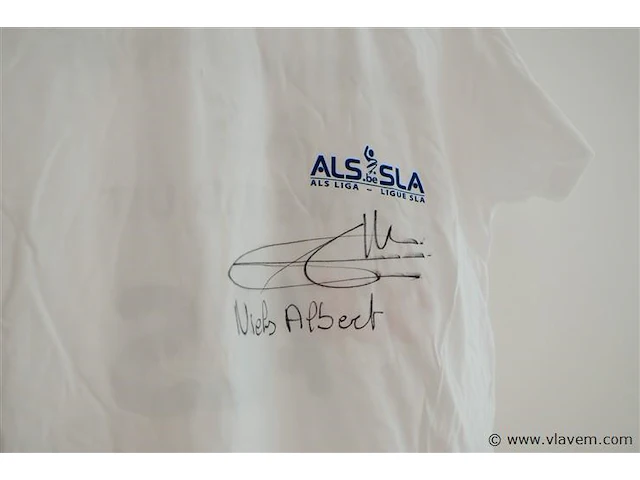 ALS.be SLA
ALS LIGA – LIGUE SLA
Niels Albert
© www.vlavem.com